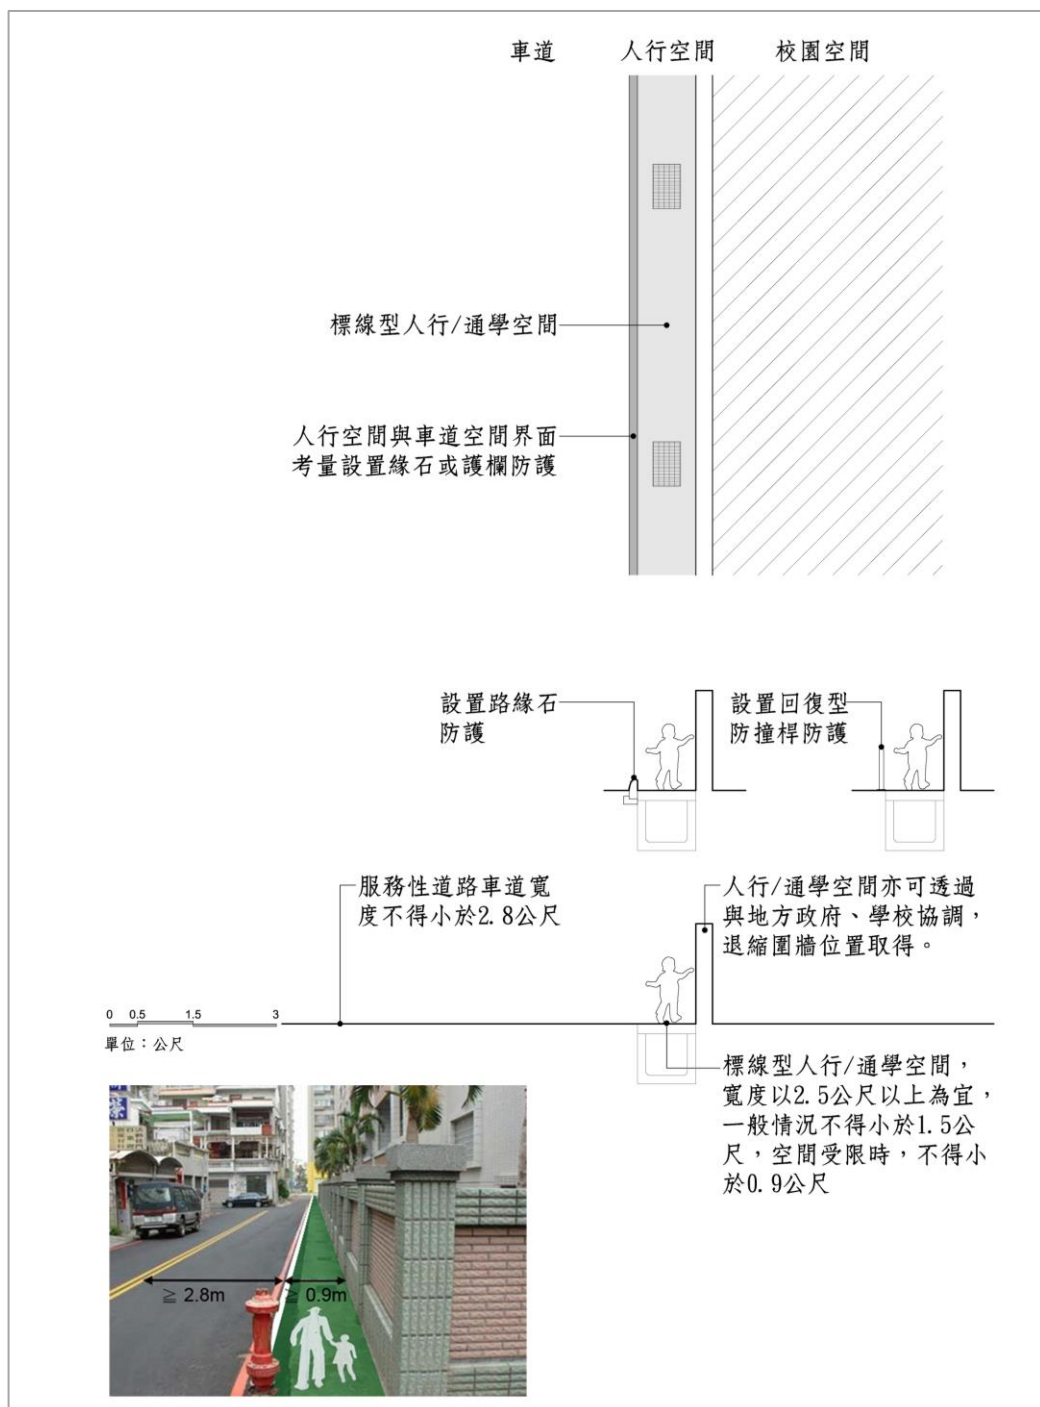 車道 人行空間 校園空間
標線型人行/通學空間
人行空間與車道空間界面
考量設置緣石或護欄防護
設置路緣石
防護
設置回復型
防撞桿防護
服務性道路車道寬
度不得小於2.8公尺
人行/通學空間亦可透過
與地方政府、學校協調,
退縮圍牆位置取得。
0 0.5 1.5 3
單位:公尺
標線型人行/通學空間,
寬度以2.5公尺以上為宜,
一般情況不得小於1.5公
尺,空間受限時,不得小
於0.9公尺
≧ 2.8m ≧ 0.9m